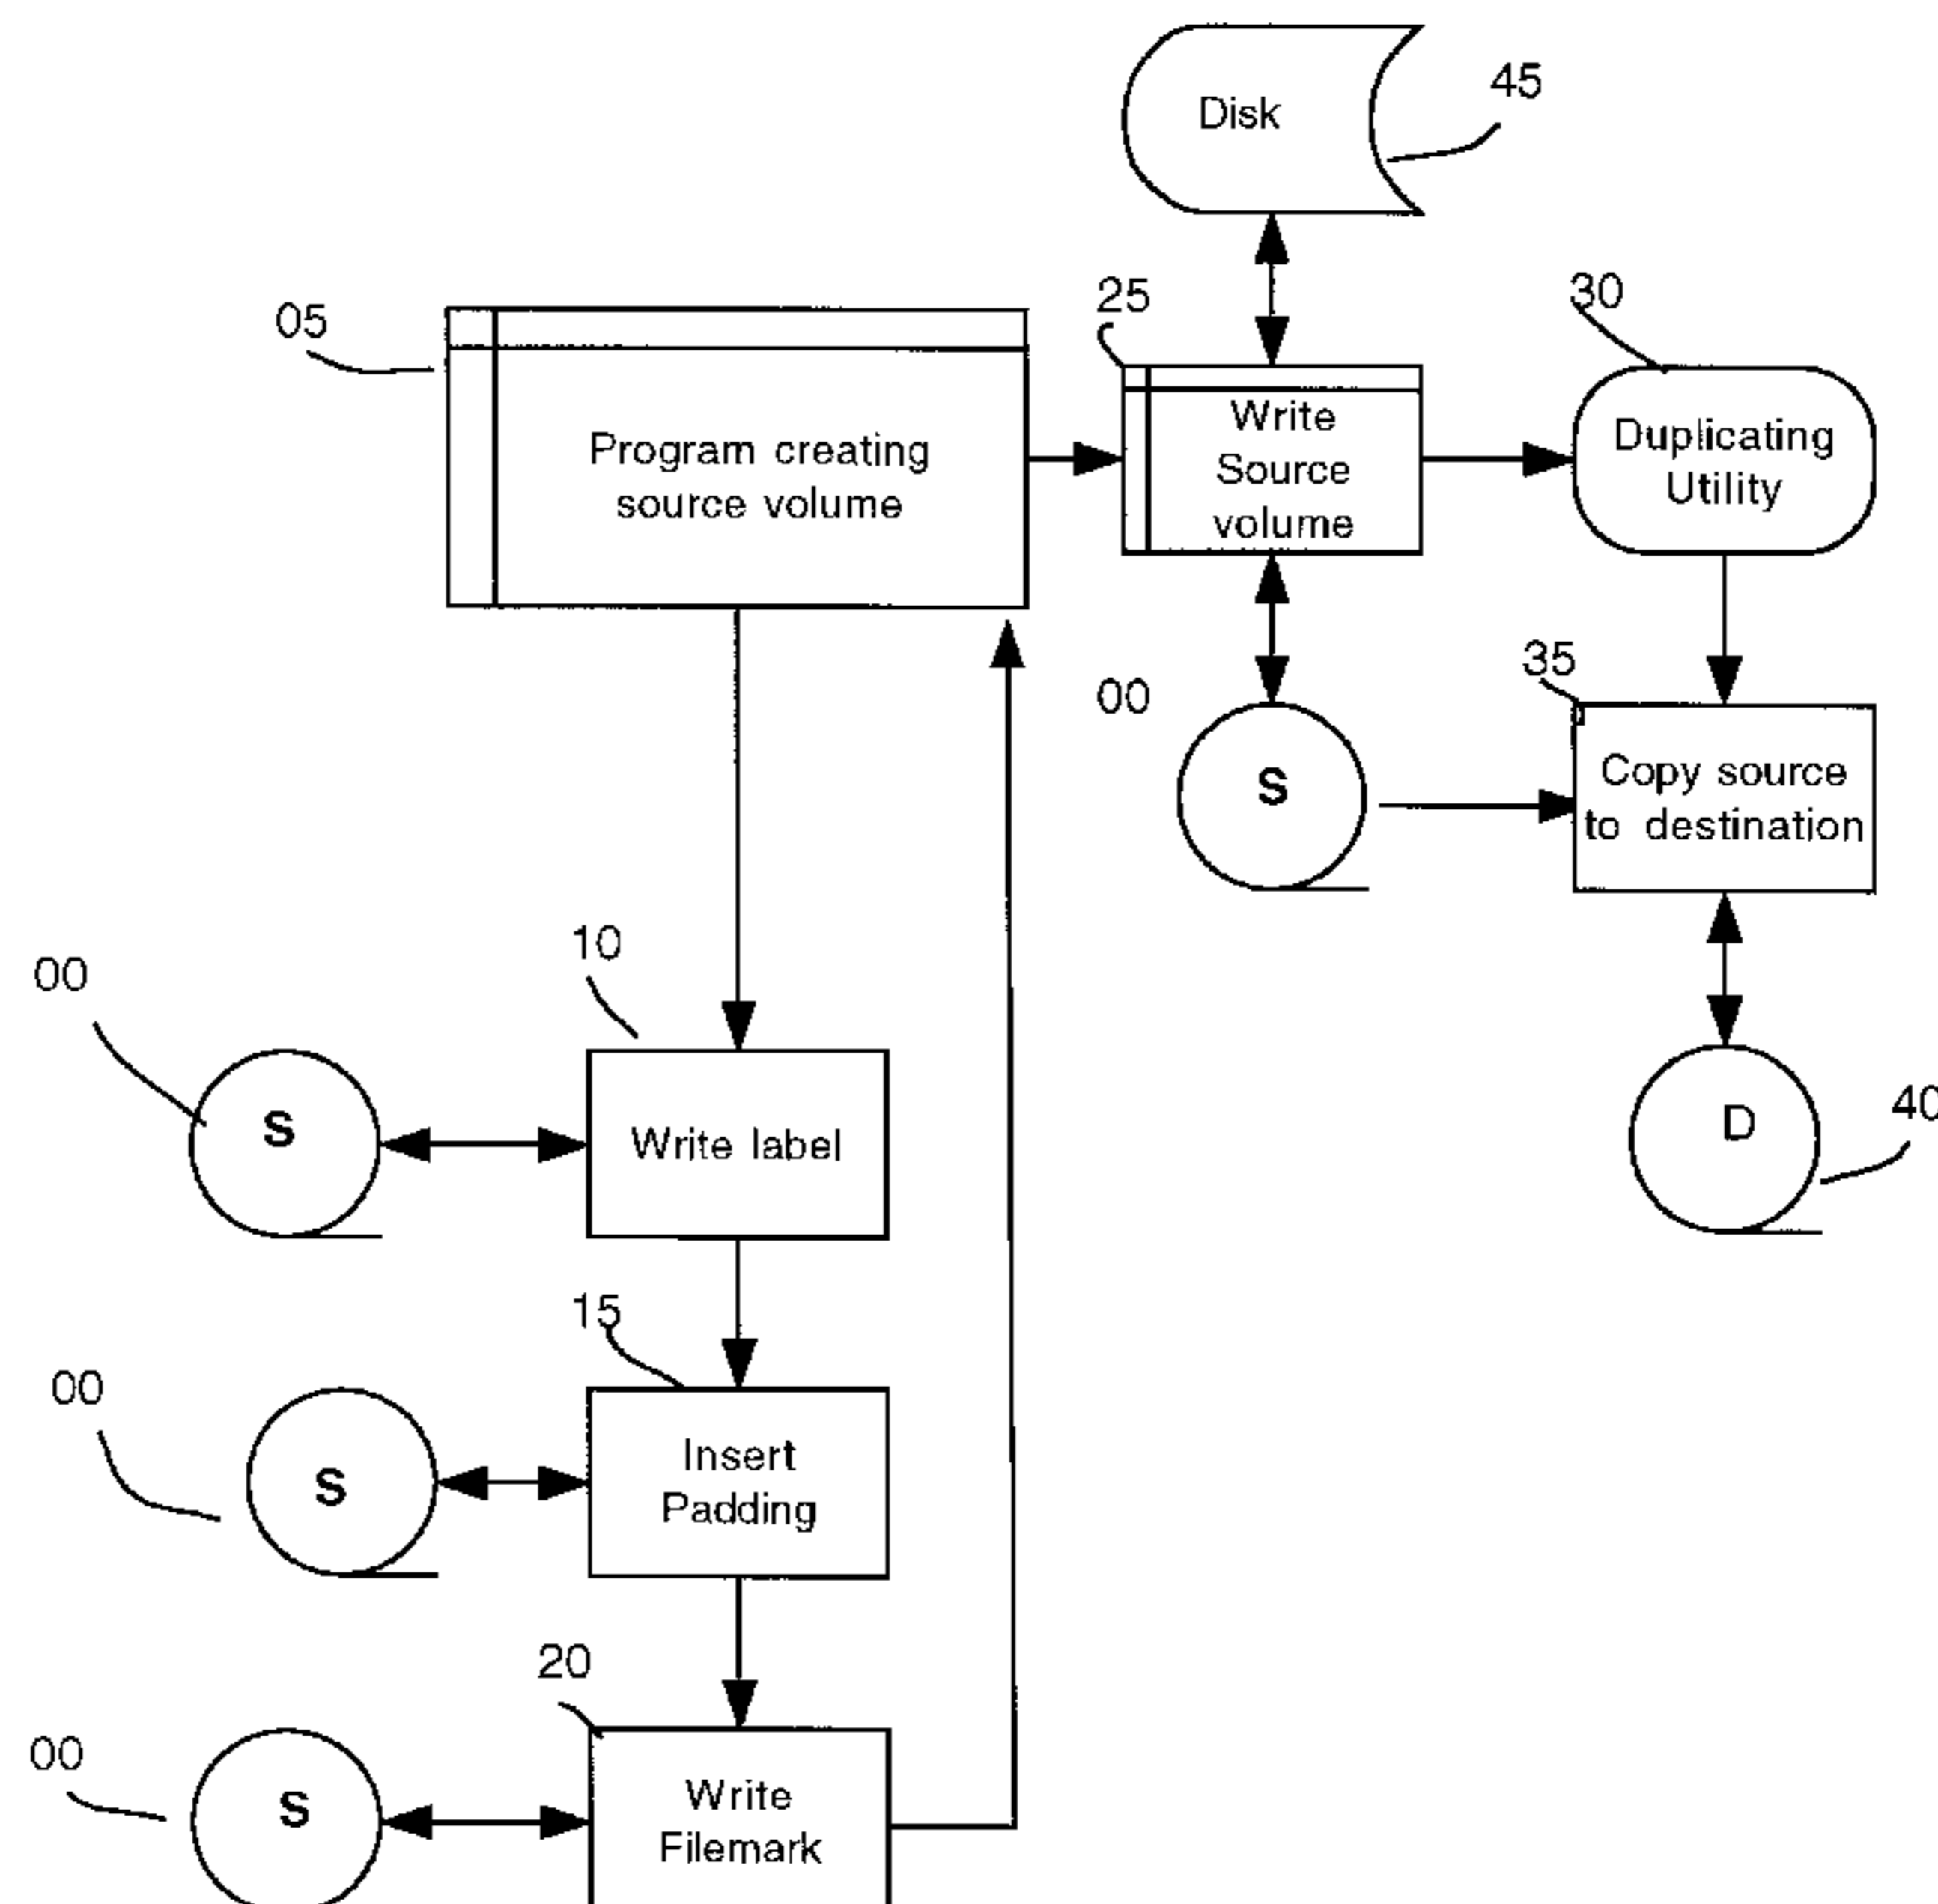 Disk
45
05
25
30
Program creating
source volume
Write
Source
volume
Duplicating
Utility
00
35
S
Copy source
to destination
00
10
S
Write label
D
40
15
00
S
Insert
Padding
20
00
S
Write
Filemark